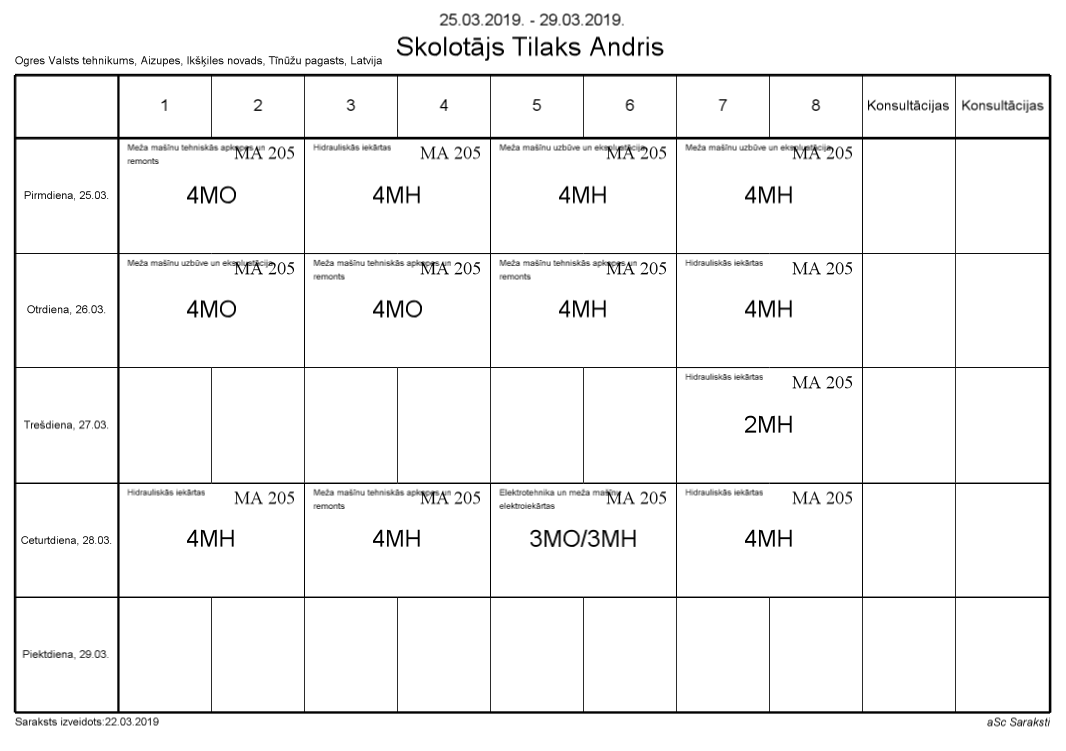 25.03.2019. - 29.03.2019.
Skolotājs Tilaks Andris
Ogres Valsts tehnikums, Aizupes, Ikšķiles novads, Tīnūžu pagasts, Latvija
1 2 3 4 5 6 7 8 Konsultācijas Konsultācijas
Pirmdiena, 25.03.
Meža mašīnu tehniskās apkopes un
remonts
MA 205
4MO
Hidrauliskās iekārtas
MA 205
4MH
Meža mašīnu uzbūve un ekspluatācija
MA 205
4MH
Meža mašīnu uzbūve un ekspluatācija
MA 205
4MH
Otrdiena, 26.03.
Meža mašīnu uzbūve un ekspluatācija
MA 205
4MO
Meža mašīnu tehniskās apkopes un
remonts
MA 205
4MO
Meža mašīnu tehniskās apkopes un
remonts
MA 205
4MH
Hidrauliskās iekārtas
MA 205
4MH
Trešdiena, 27.03.
Hidrauliskās iekārtas
MA 205
2MH
Ceturtdiena, 28.03.
Hidrauliskās iekārtas
MA 205
4MH
Meža mašīnu tehniskās apkopes un
remonts
MA 205
4MH
Elektrotehnika un meža mašīnu
elektroiekārtas
MA 205
3MO/3MH
Hidrauliskās iekārtas
MA 205
4MH
Piektdiena, 29.03.
Saraksts izveidots:22.03.2019
aSc Saraksti